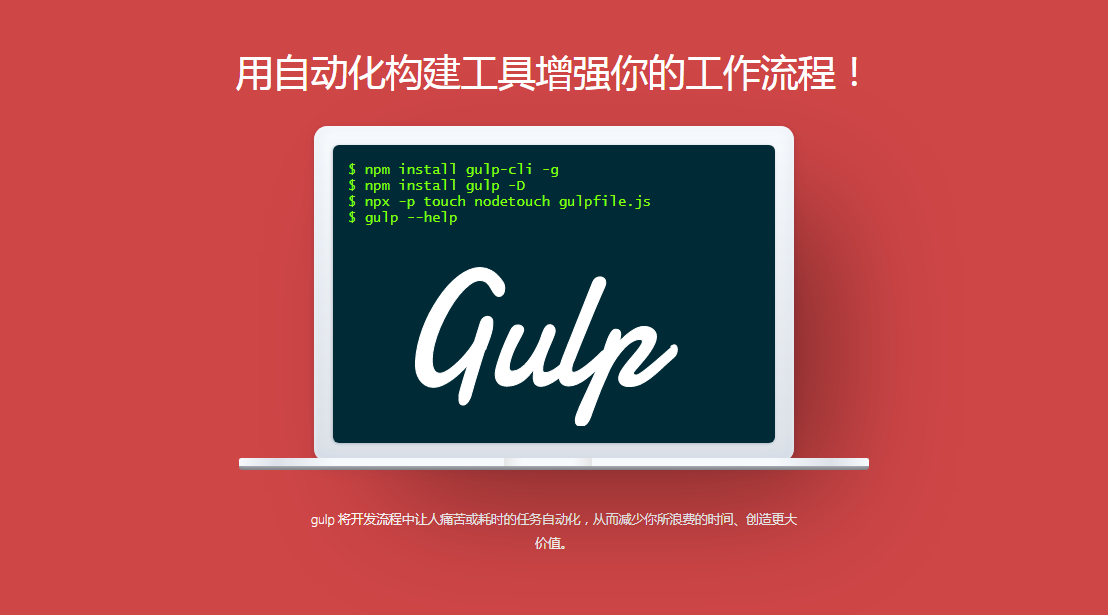 用自动化构建工具增强你的工作流程！
$ npm install gulp-cli -g
$ npm install gulp -D
$ npx -p touch nodetouch gulpfile.js
$ gulp --help
Gulp
gulp 将开发流程中让人痛苦或耗时的任务自动化，从而减少你所浪费的时间、创造更大
价值。